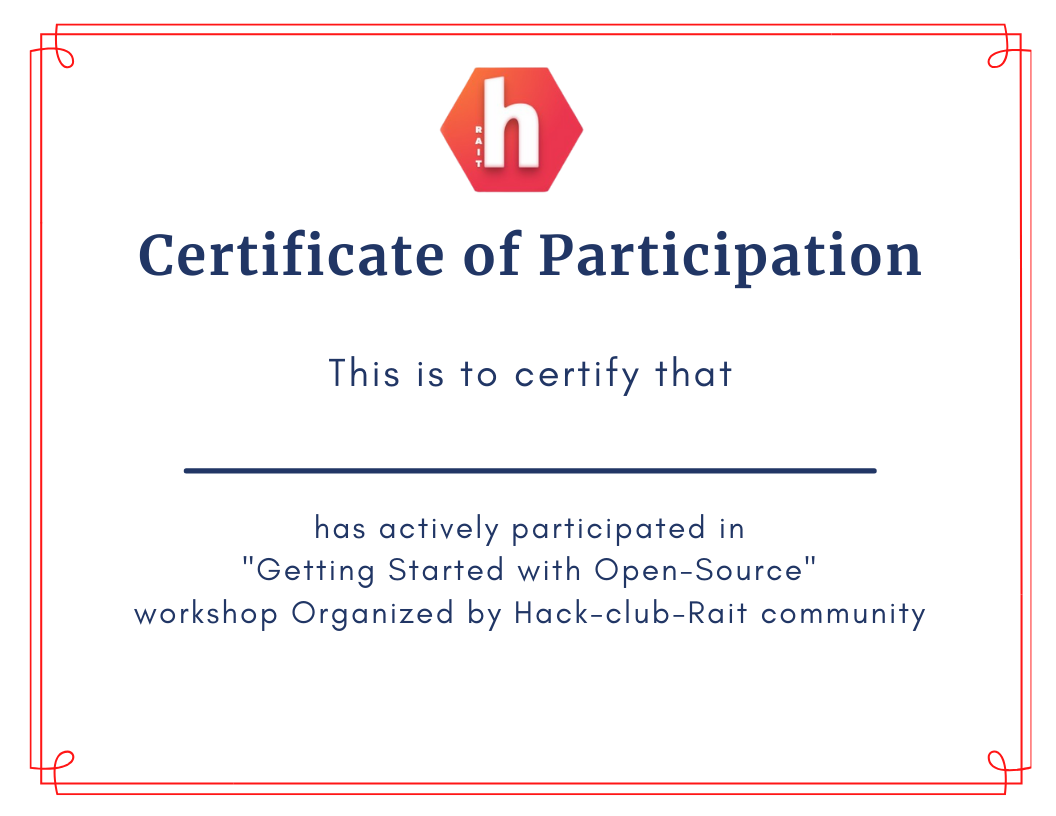 h
RAIT
Certificate of Participation
This is to certify that
has actively participated in
"Getting Started with Open-Source"
workshop Organized by Hack-club-Rait community